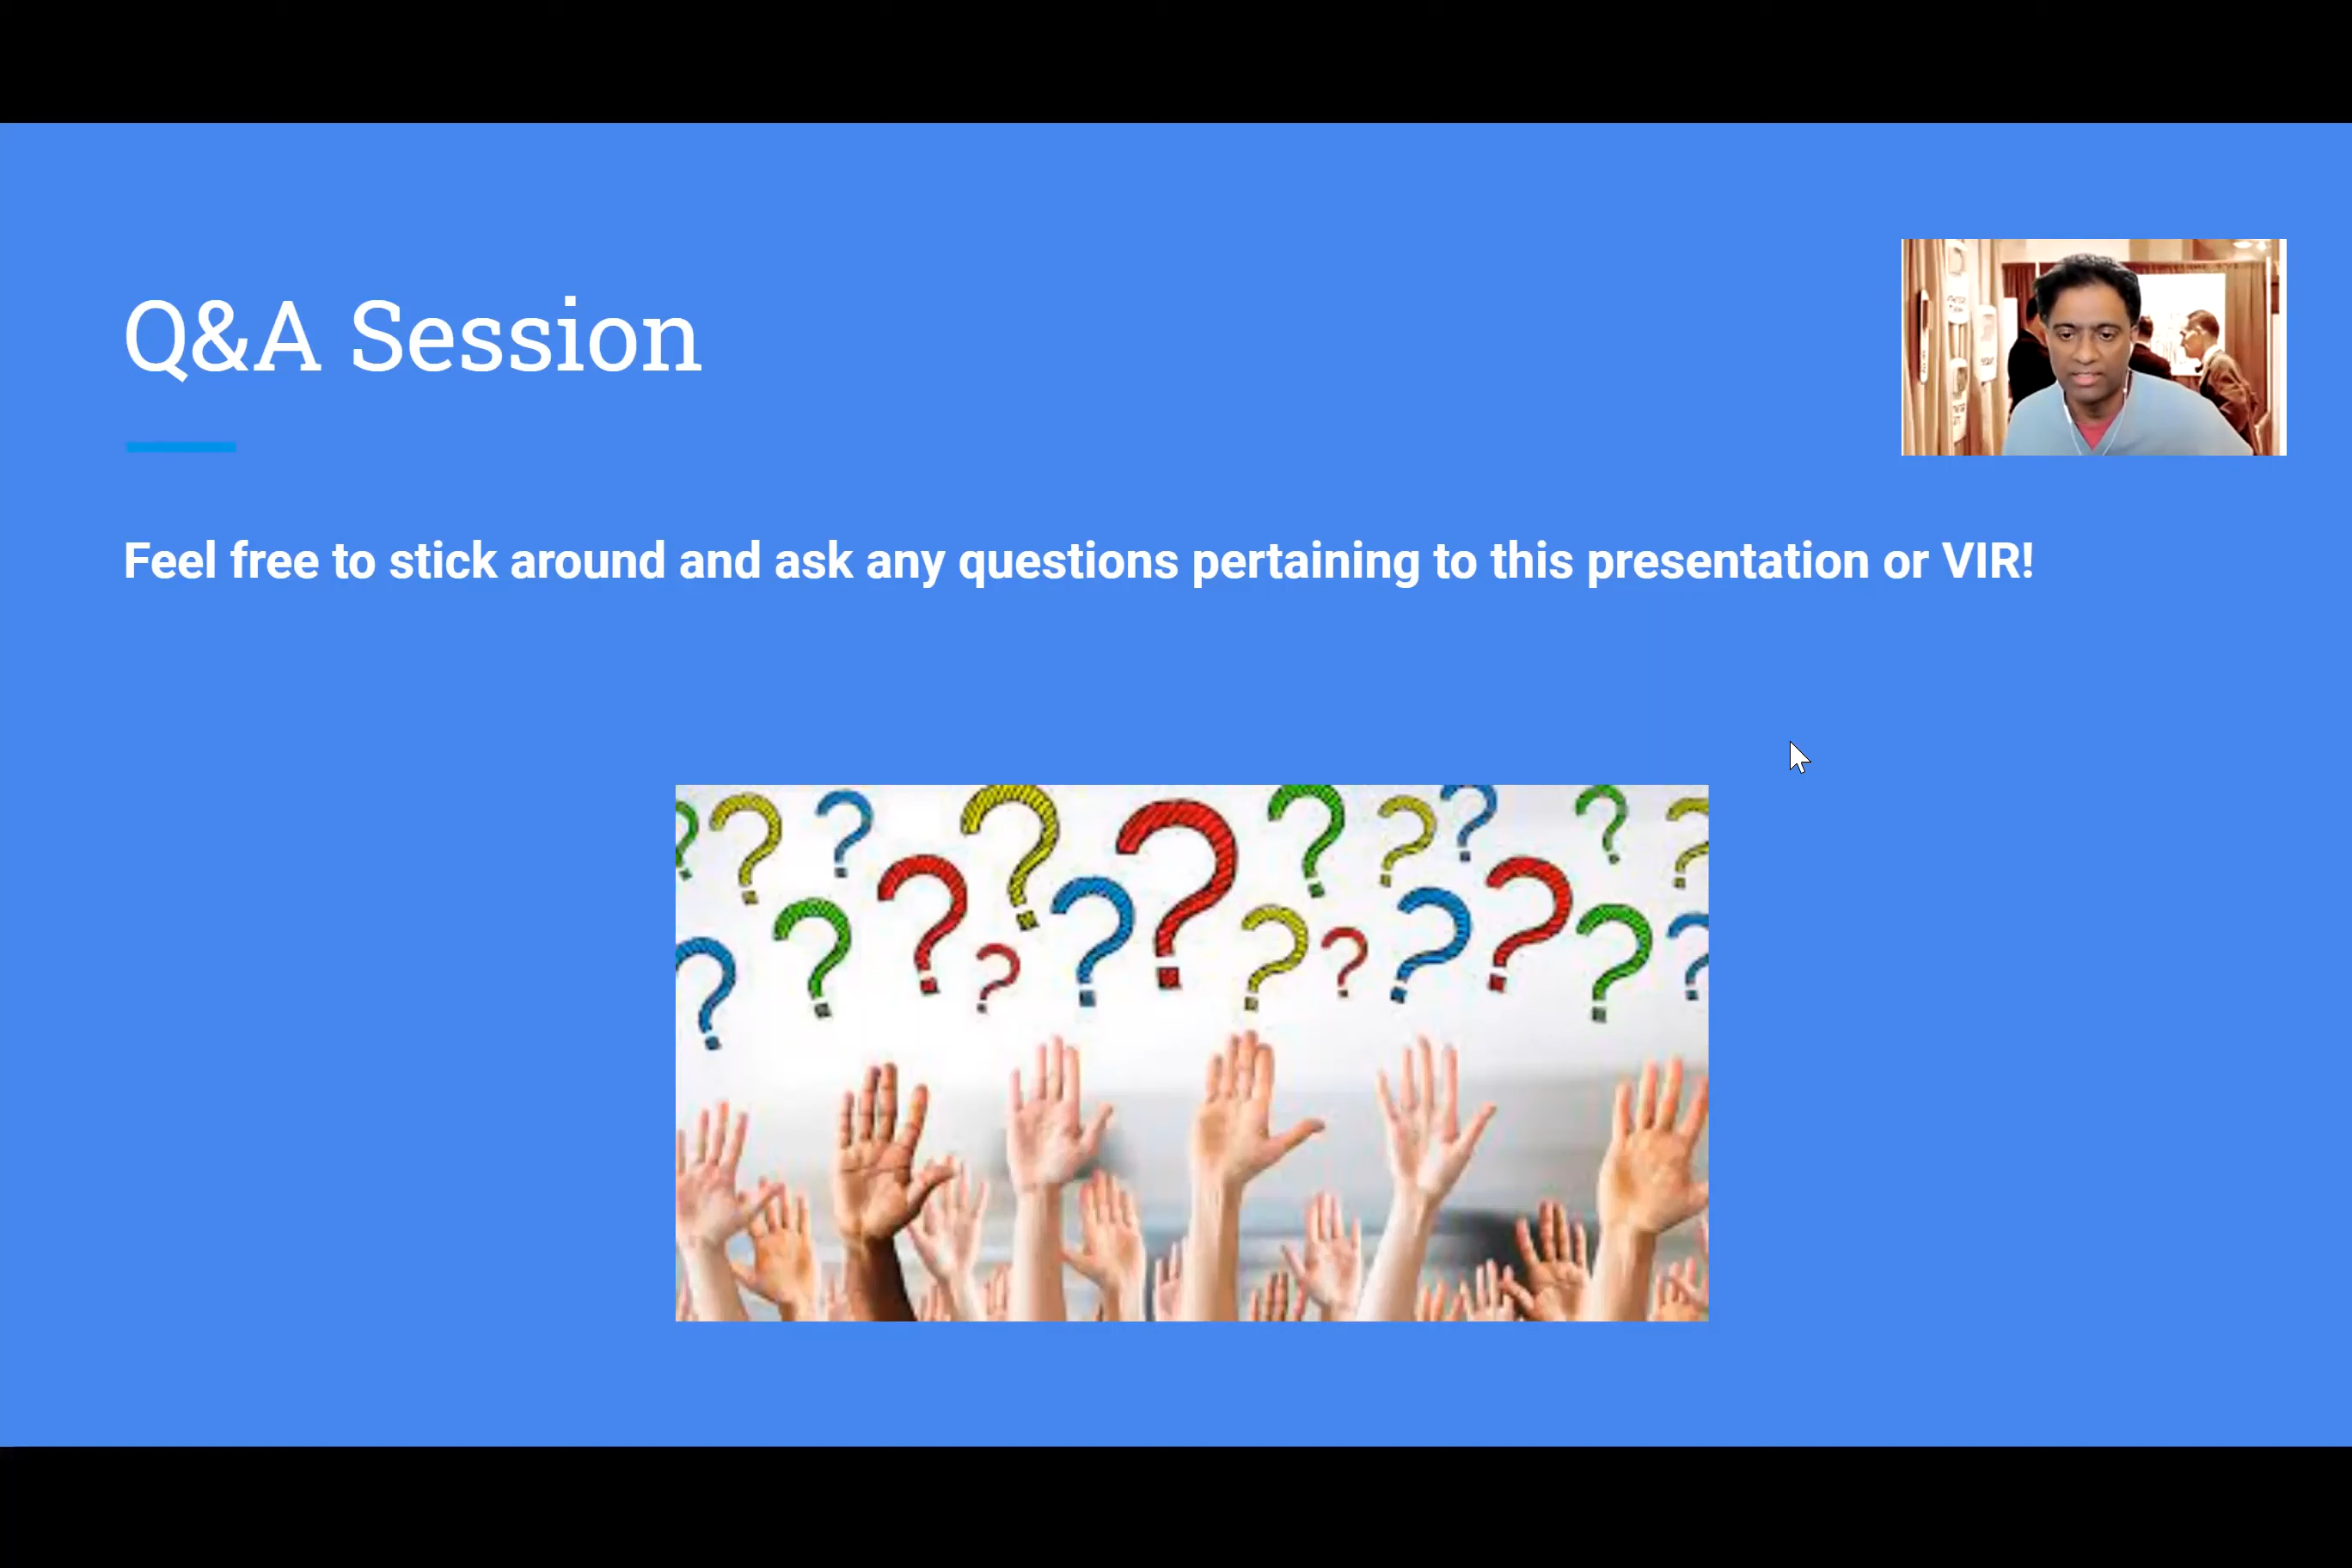 Q&A Session
Feel free to stick around and ask any questions pertaining to this presentation or VIR!